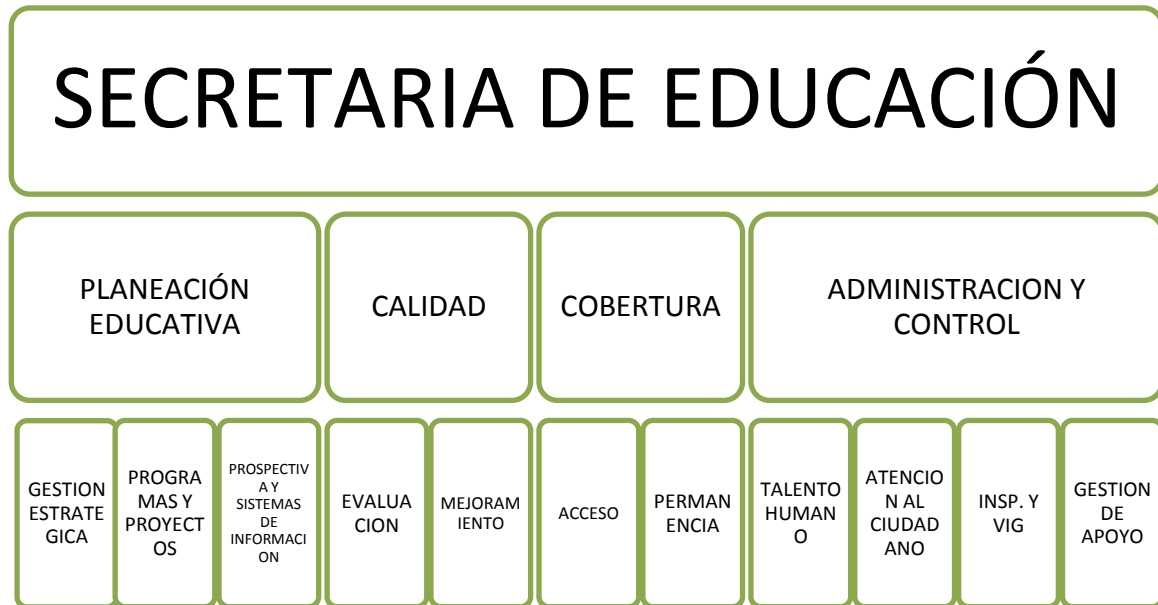 SECRETARIA DE EDUCACIÓN
PLANEACIÓN
EDUCATIVA
CALIDAD
COBERTURA
ADMINISTRACION Y
CONTROL
GESTION
ESTRATE
GICA
PROGRA
MAS Y
PROYECT
OS
PROSPECTIV
A Y
SISTEMAS
DE
INFORMACI
ON
EVALUA
CION
MEJORAM
IENTO
ACCESO
PERMAN
ENCIA
TALENTO
HUMAN
O
ATENCIO
N AL
CIUDAD
ANO
INSP. Y
VIG
GESTION
DE
APOYO